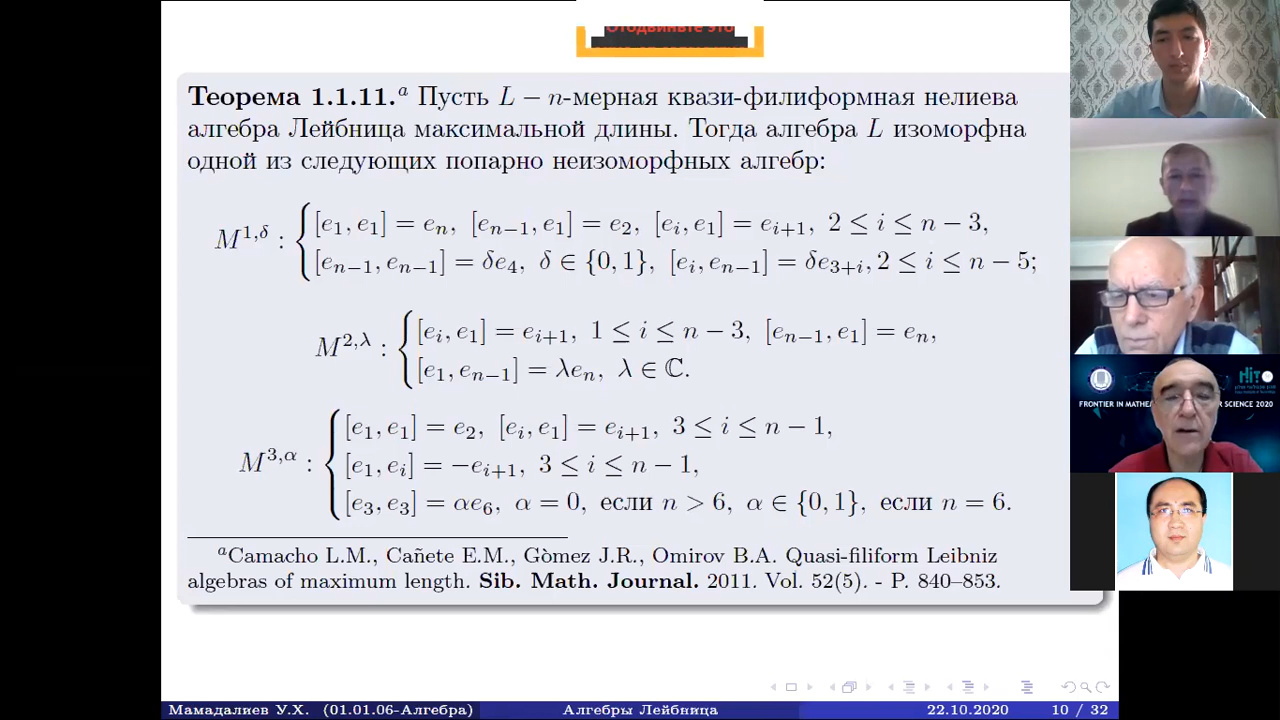 Отодвиньте это
Теорема 1.1.11.ᵃ Пусть L − n-мерная квази-филиформная нелиева
алгебра Лейбница максимальной длины. Тогда алгебра L изоморфна
одной из следующих попарно неизоморфных алгебр:
M^{1,δ} : { [e_1, e_1] = e_n, [e_{n−1}, e_1] = e_2, [e_i, e_1] = e_{i+1}, 2 ≤ i ≤ n − 3,
[e_{n−1}, e_{n−1}] = δe_4, δ ∈ {0, 1}, [e_i, e_{n−1}] = δe_{3+i}, 2 ≤ i ≤ n − 5;
M^{2,λ} : { [e_i, e_1] = e_{i+1}, 1 ≤ i ≤ n − 3, [e_{n−1}, e_1] = e_n,
[e_1, e_{n−1}] = λe_n, λ ∈ ℂ.
M^{3,α} : { [e_1, e_1] = e_2, [e_i, e_1] = e_{i+1}, 3 ≤ i ≤ n − 1,
[e_1, e_i] = −e_{i+1}, 3 ≤ i ≤ n − 1,
[e_3, e_3] = αe_6, α = 0, если n > 6, α ∈ {0, 1}, если n = 6.
ᵃCamacho L.M., Cañete E.M., Gòmez J.R., Omirov B.A. Quasi-filiform Leibniz
algebras of maximum length. Sib. Math. Journal. 2011. Vol. 52(5). - P. 840–853.
Мамадалиев У.Х. (01.01.06-Алгебра) Алгебры Лейбница 22.10.2020 10 / 32
HiT
FRONTIER IN MATHE
R SCIENCE 2020